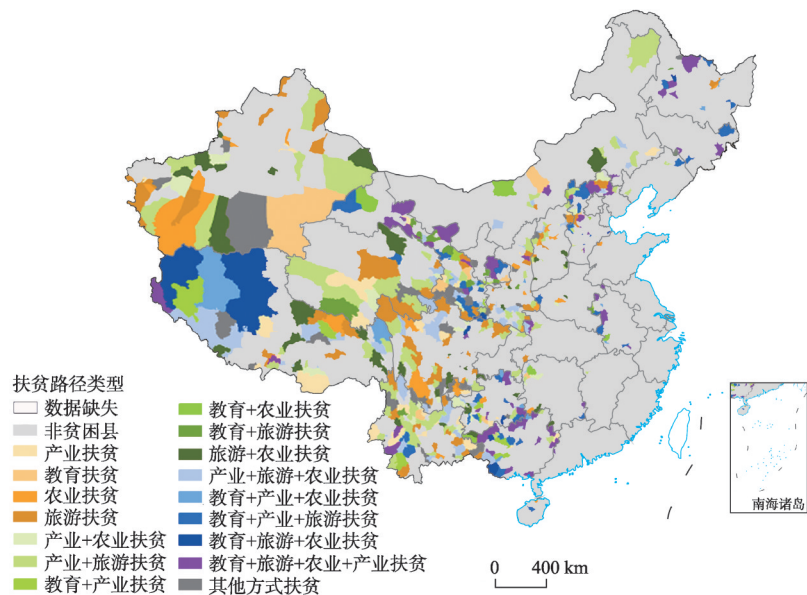 扶贫路径类型
数据缺失
非贫困县
产业扶贫
教育扶贫
农业扶贫
旅游扶贫
产业+农业扶贫
产业+旅游扶贫
教育+产业扶贫
教育+农业扶贫
教育+旅游扶贫
旅游+农业扶贫
产业+旅游+农业扶贫
教育+产业+农业扶贫
教育+产业+旅游扶贫
教育+旅游+农业扶贫
教育+旅游+农业+产业扶贫
其他方式扶贫
0 400 km
南海诸岛